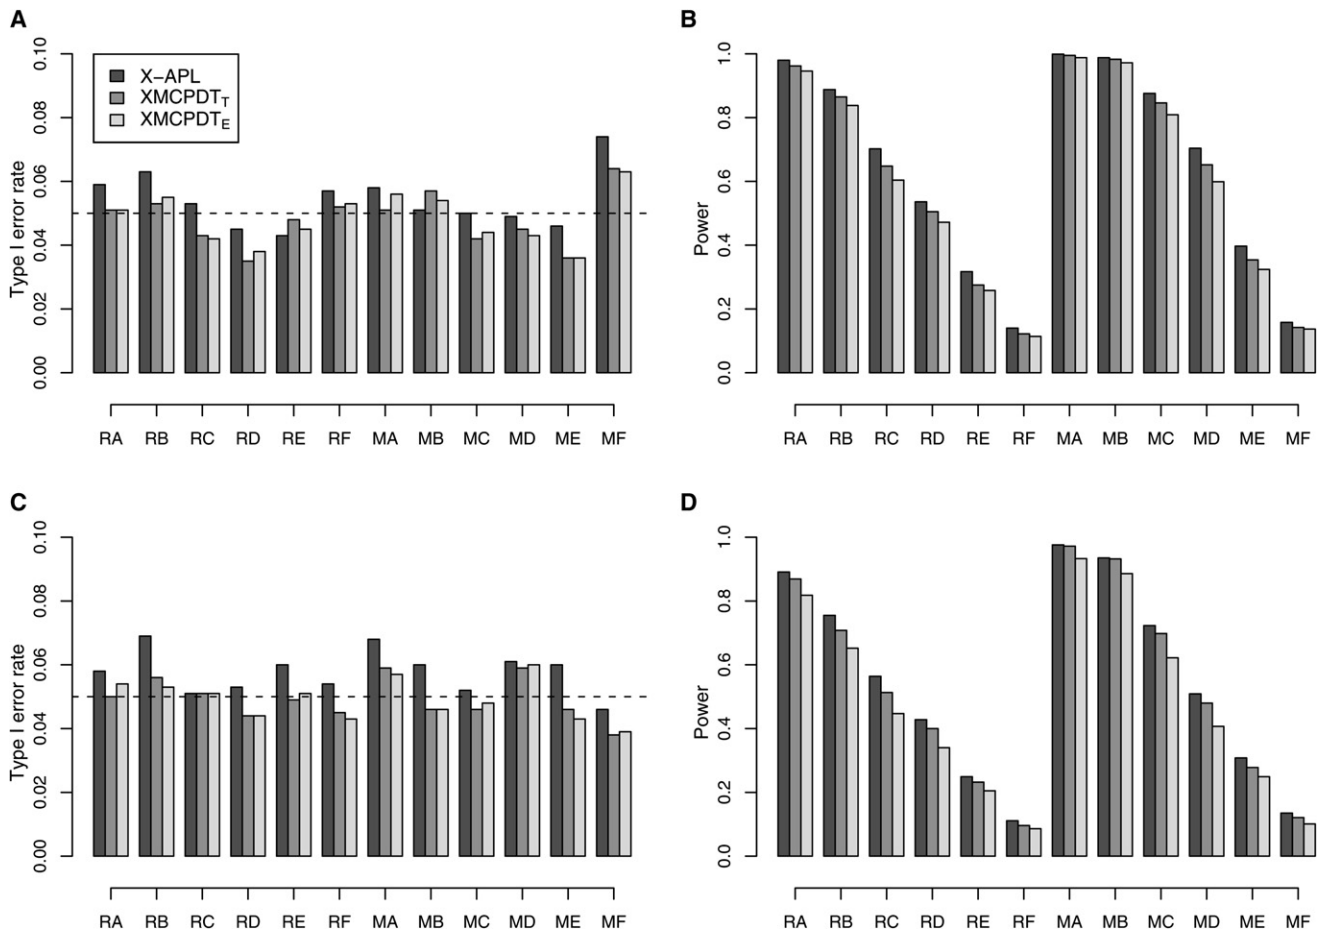 A
Type I error rate
0.00 0.02 0.04 0.06 0.08 0.10
X−APL
XMCPDT_T
XMCPDT_E
RA RB RC RD RE RF MA MB MC MD ME MF
B
Power
0.0 0.2 0.4 0.6 0.8 1.0
RA RB RC RD RE RF MA MB MC MD ME MF
C
Type I error rate
0.00 0.02 0.04 0.06 0.08 0.10
RA RB RC RD RE RF MA MB MC MD ME MF
D
Power
0.0 0.2 0.4 0.6 0.8 1.0
RA RB RC RD RE RF MA MB MC MD ME MF